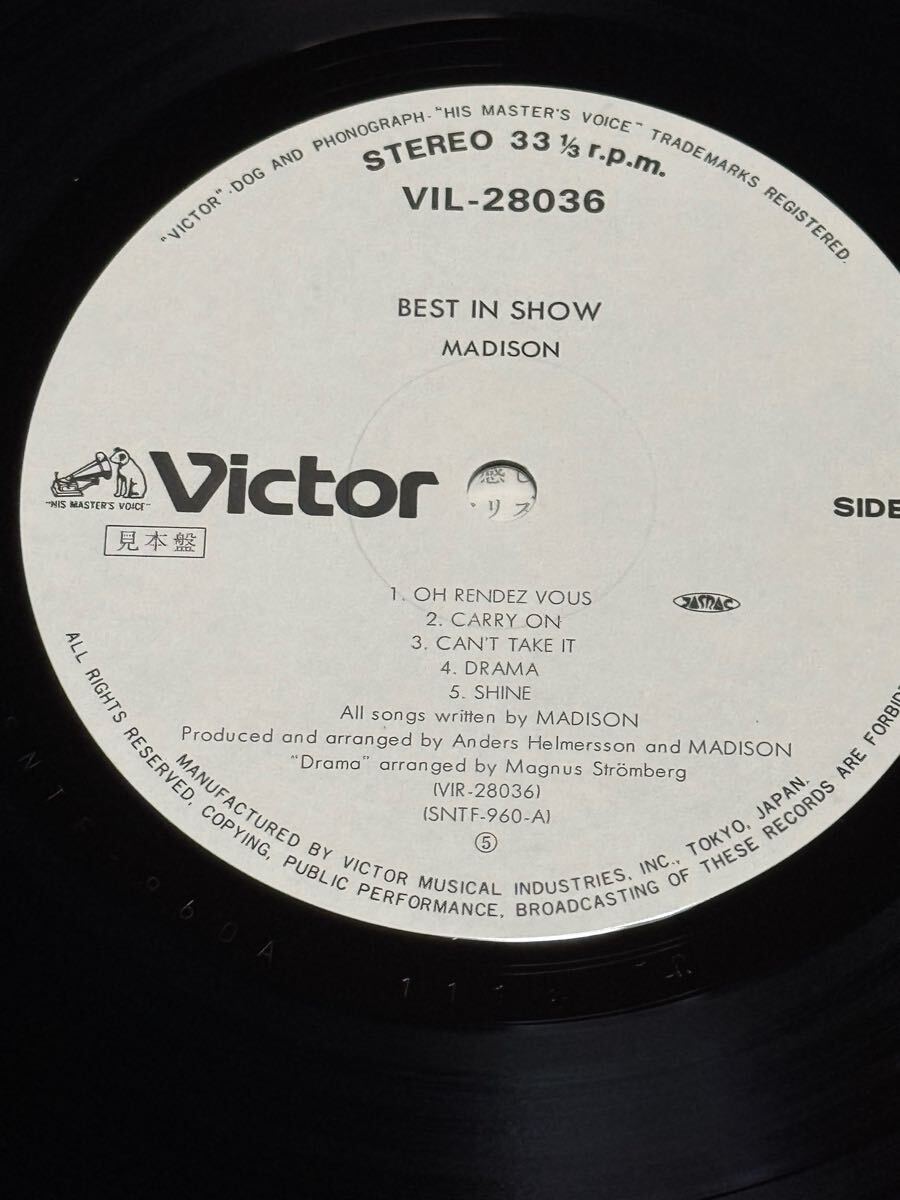 "VICTOR"-DOG AND PHONOGRAPH-"HIS MASTER'S VOICE" TRADEMARKS REGISTERED.
STEREO 33 ⅓ r.p.m.
VIL-28036
BEST IN SHOW
MADISON
Victor
"HIS MASTER'S VOICE"
見本盤
リス
SIDE
1. OH RENDEZ VOUS
JASRAC
2. CARRY ON
3. CAN'T TAKE IT
4. DRAMA
5. SHINE
All songs written by MADISON
Produced and arranged by Anders Helmersson and MADISON
"Drama" arranged by Magnus Strömberg
(VIR-28036)
(SNTF-960-A)
⑤
MANUFACTURED BY VICTOR MUSICAL INDUSTRIES, INC., TOKYO, JAPAN.
ALL RIGHTS RESERVED, COPYING, PUBLIC PERFORMANCE, BROADCASTING OF THESE RECORDS ARE FORBID
60A
111